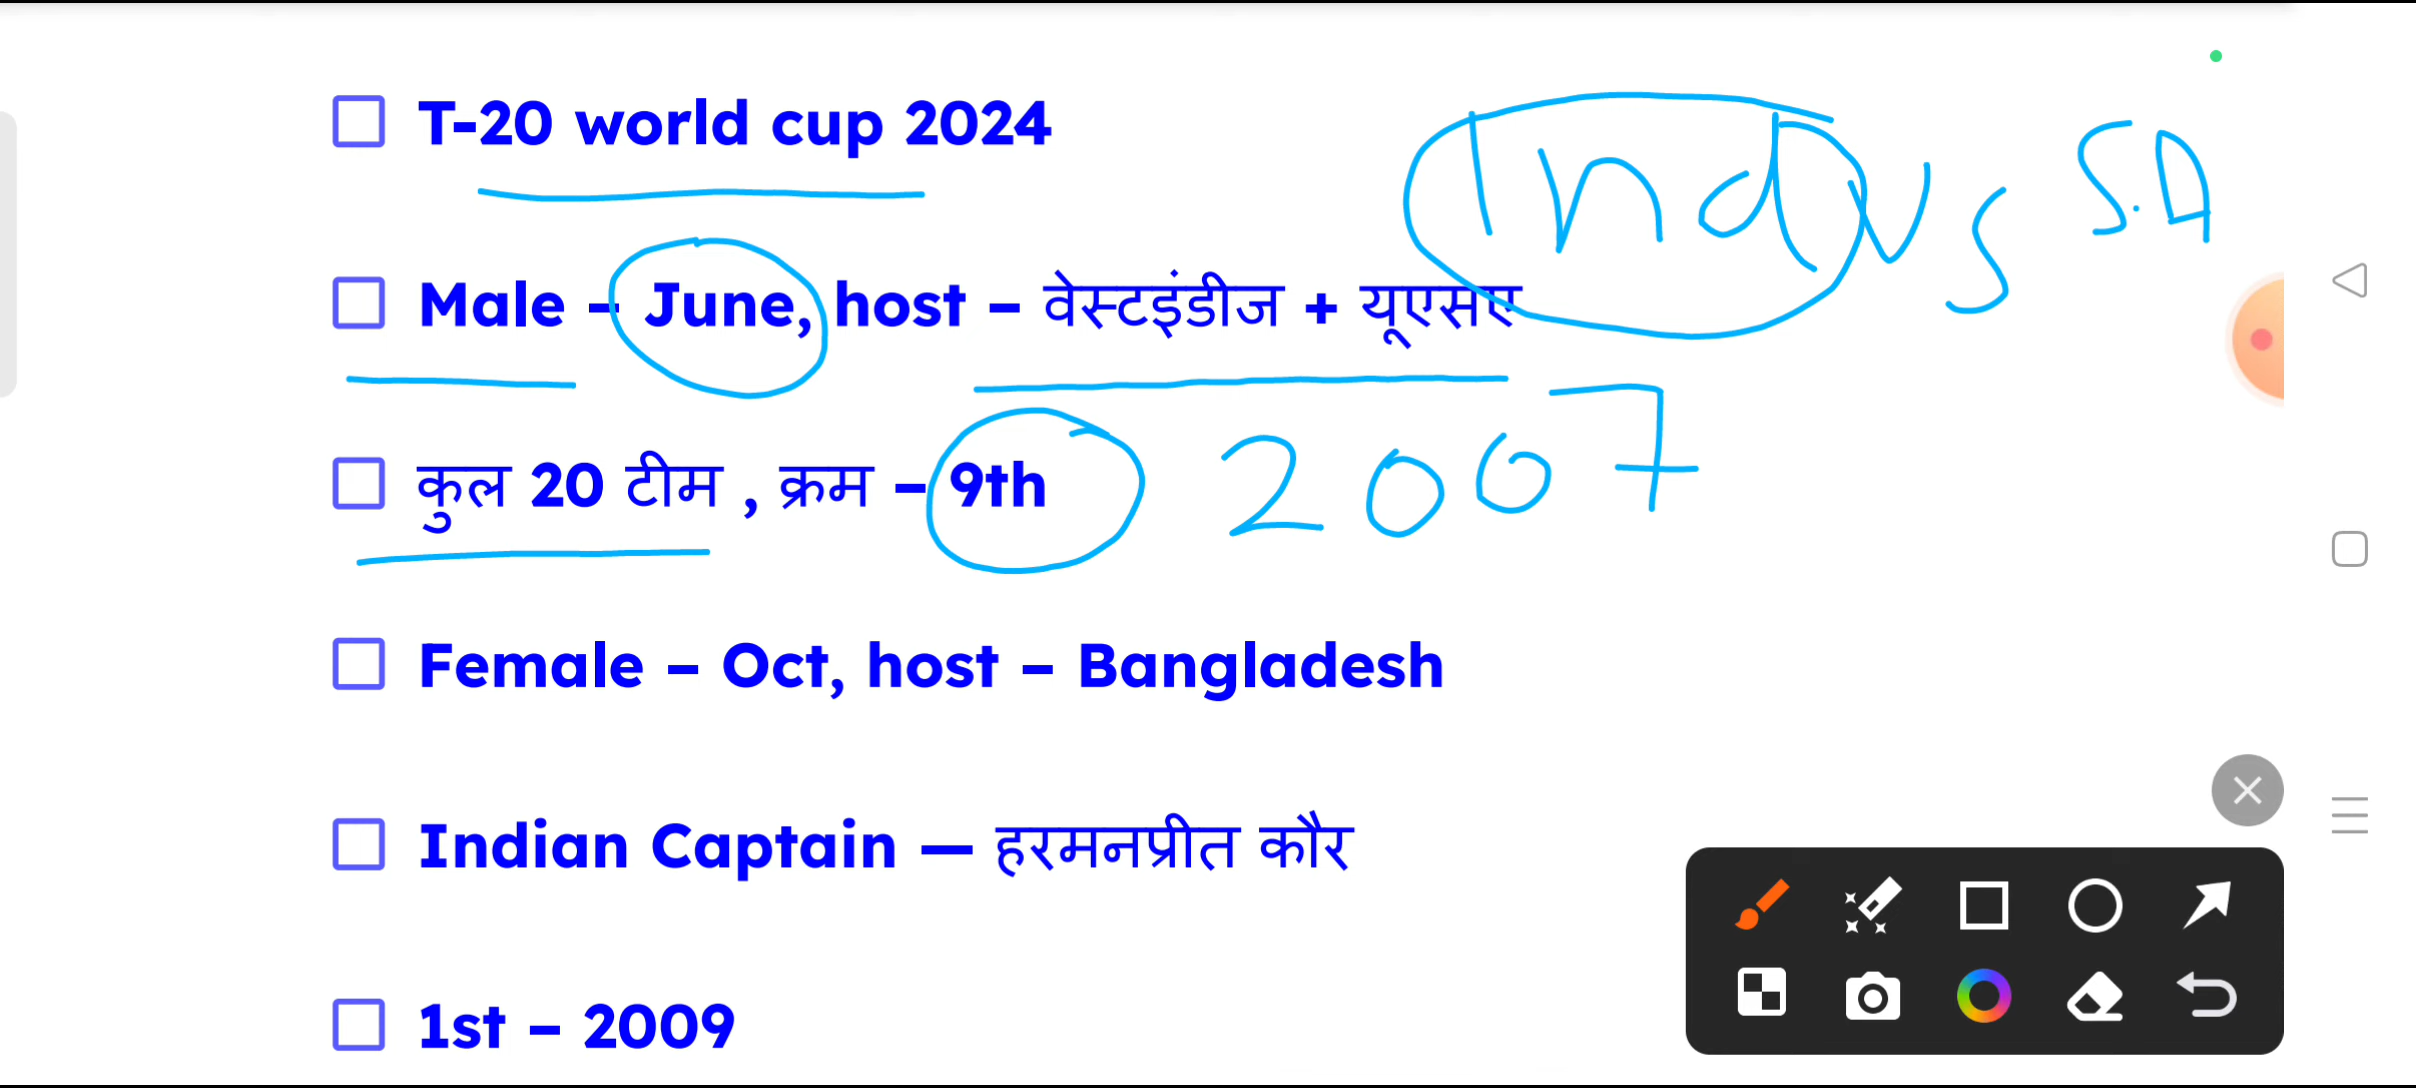 T-20 world cup 2024
Ind vs S.A
Male – June, host – वेस्टइंडीज + यूएसए
कुल 20 टीम , क्रम – 9th 2007
Female – Oct, host – Bangladesh
Indian Captain — हरमनप्रीत कौर
1st – 2009